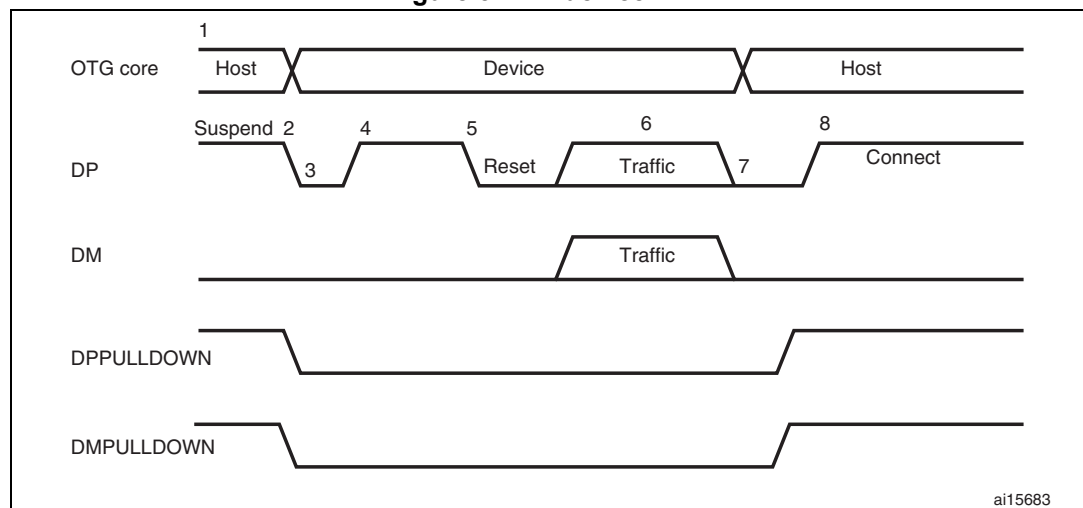 1
OTG core Host Device Host
Suspend 2 4 5 6 8
DP 3 Reset Traffic 7 Connect
DM Traffic
DPPULLDOWN
DMPULLDOWN
ai15683